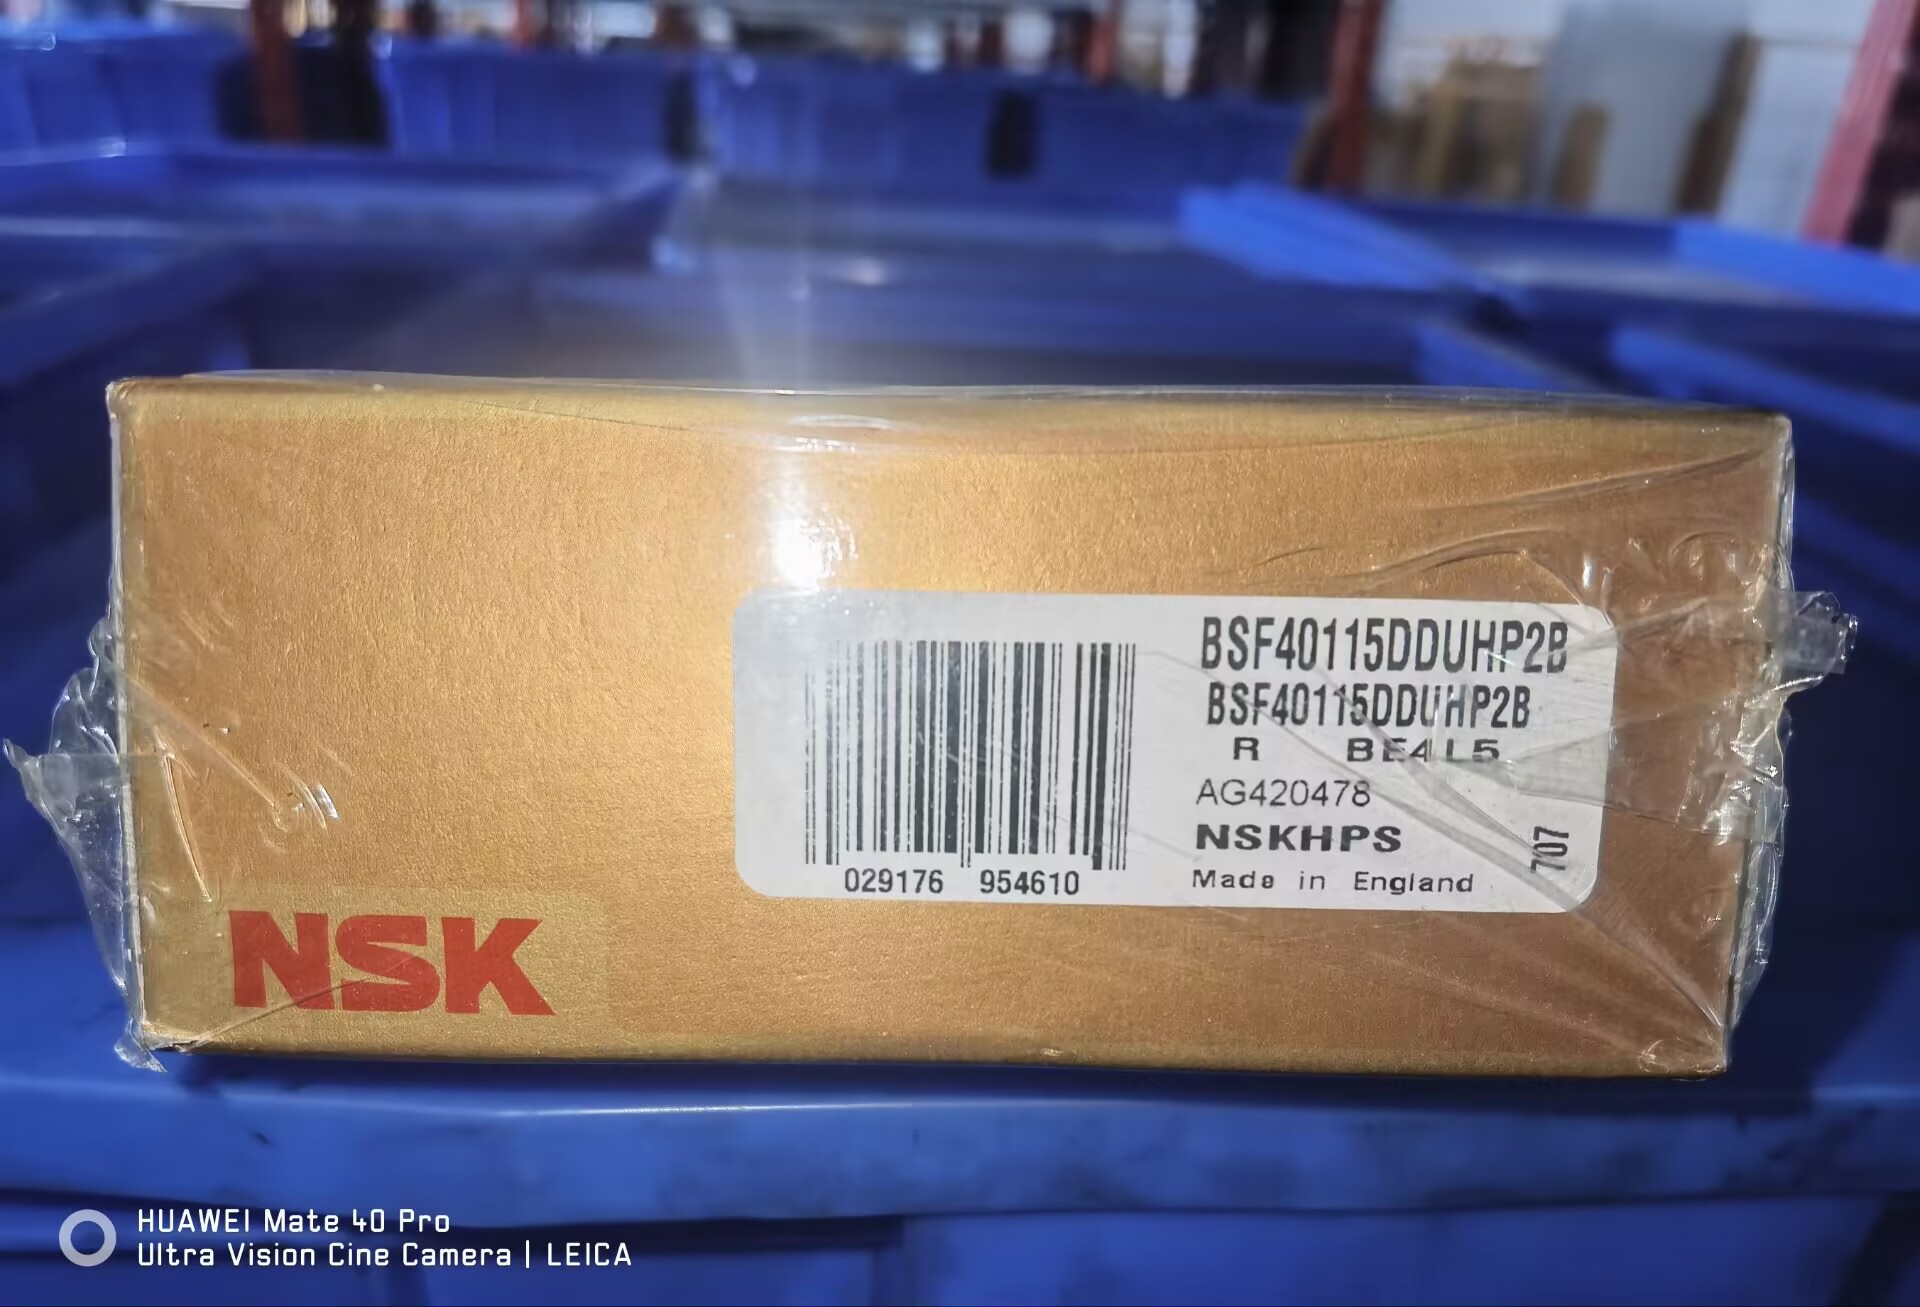 BSF40115DDUHP2B
BSF40115DDUHP2B
R BE4L5
AG420478
NSKHPS
707
Made in England
029176 954610
NSK
HUAWEI Mate 40 Pro
Ultra Vision Cine Camera | LEICA